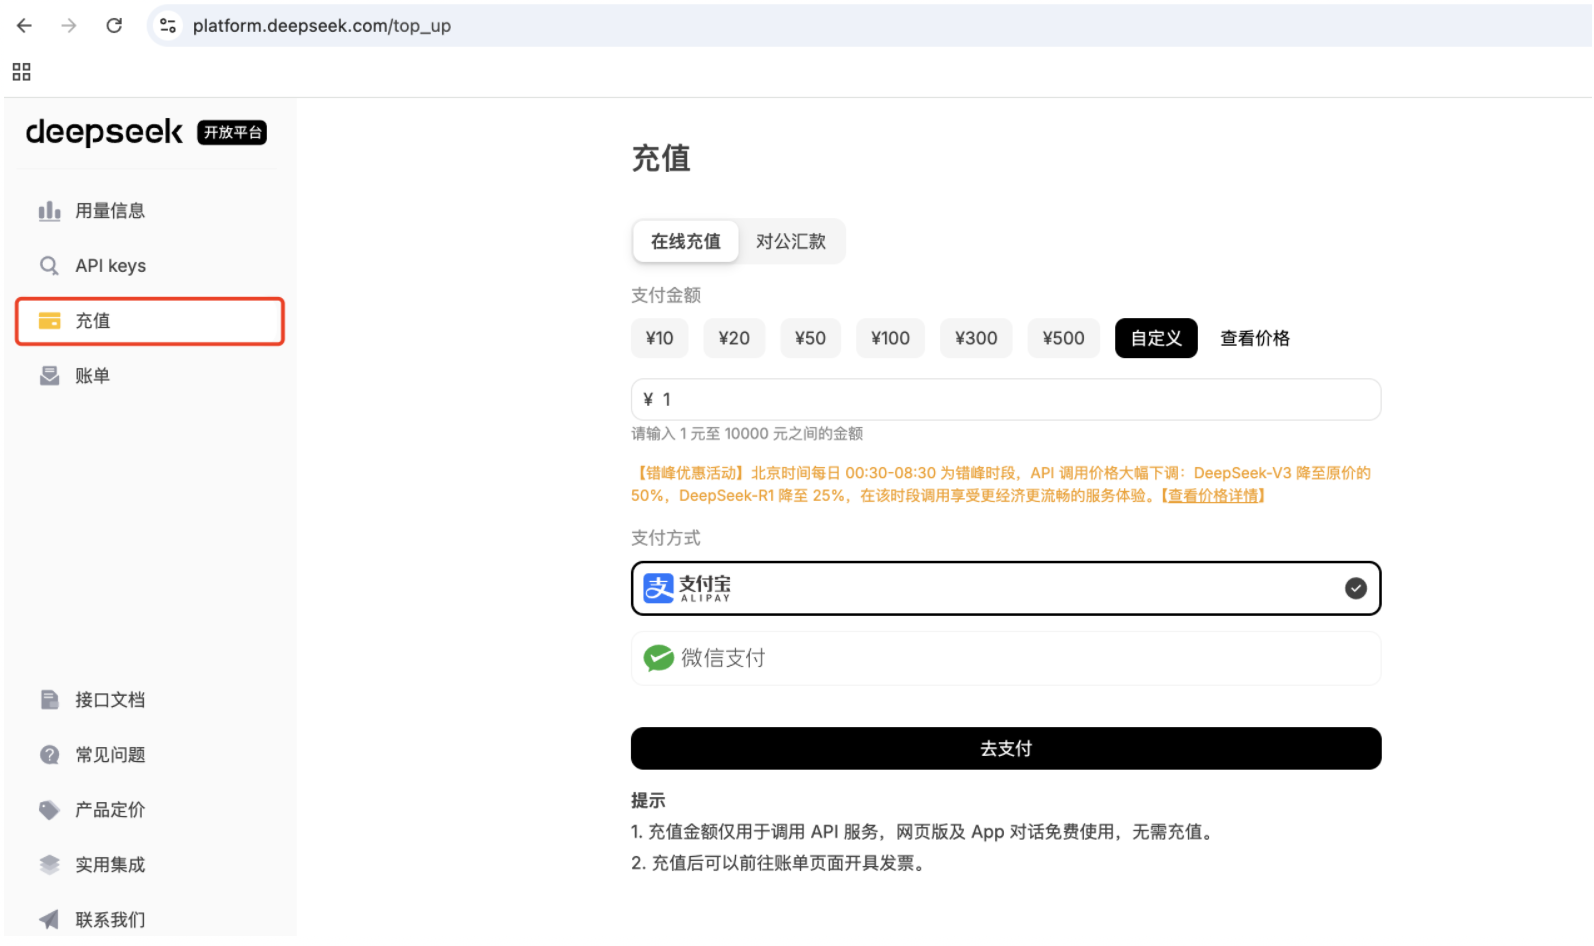 platform.deepseek.com/top_up
deepseek 开放平台
用量信息
API keys
充值
账单
接口文档
常见问题
产品定价
实用集成
联系我们
充值
在线充值 对公汇款
支付金额
¥10 ¥20 ¥50 ¥100 ¥300 ¥500 自定义 查看价格
¥ 1
请输入 1 元至 10000 元之间的金额
【错峰优惠活动】北京时间每日 00:30-08:30 为错峰时段，API 调用价格大幅下调：DeepSeek-V3 降至原价的
50%，DeepSeek-R1 降至 25%，在该时段调用享受更经济更流畅的服务体验。【查看价格详情】
支付方式
支 支付宝
ALIPAY
微信支付
去支付
提示
1. 充值金额仅用于调用 API 服务，网页版及 App 对话免费使用，无需充值。
2. 充值后可以前往账单页面开具发票。